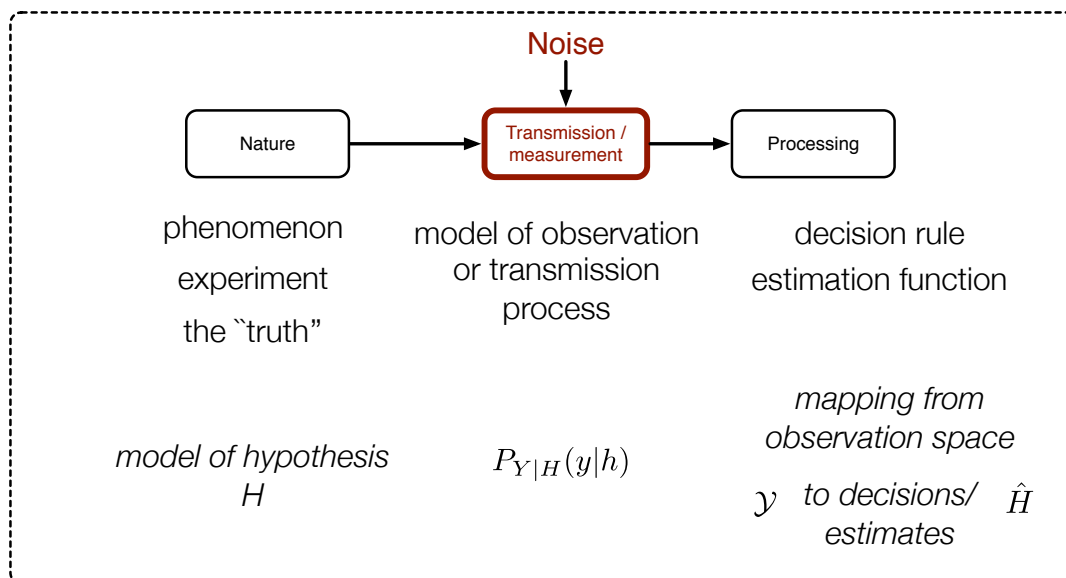 Noise
Nature
Transmission /
measurement
Processing
phenomenon
experiment
the ``truth”
model of observation
or transmission
process
decision rule
estimation function
model of hypothesis
H
P_{Y|H}(y|h)
mapping from
observation space
𝒴 to decisions/ Ĥ
estimates